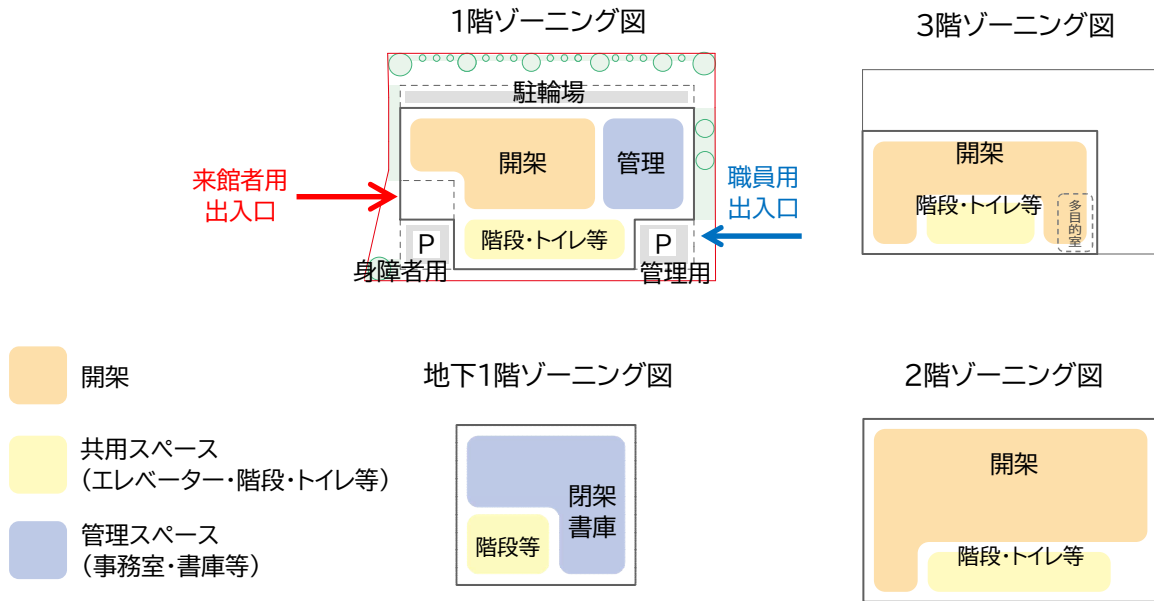 1階ゾーニング図
駐輪場
開架
管理
来館者用
出入口
職員用
出入口
階段・トイレ等
P
P
身障者用
管理用
3階ゾーニング図
開架
階段・トイレ等
多目的室
開架
共用スペース
（エレベーター・階段・トイレ等）
管理スペース
（事務室・書庫等）
地下1階ゾーニング図
閉架
書庫
階段等
2階ゾーニング図
開架
階段・トイレ等